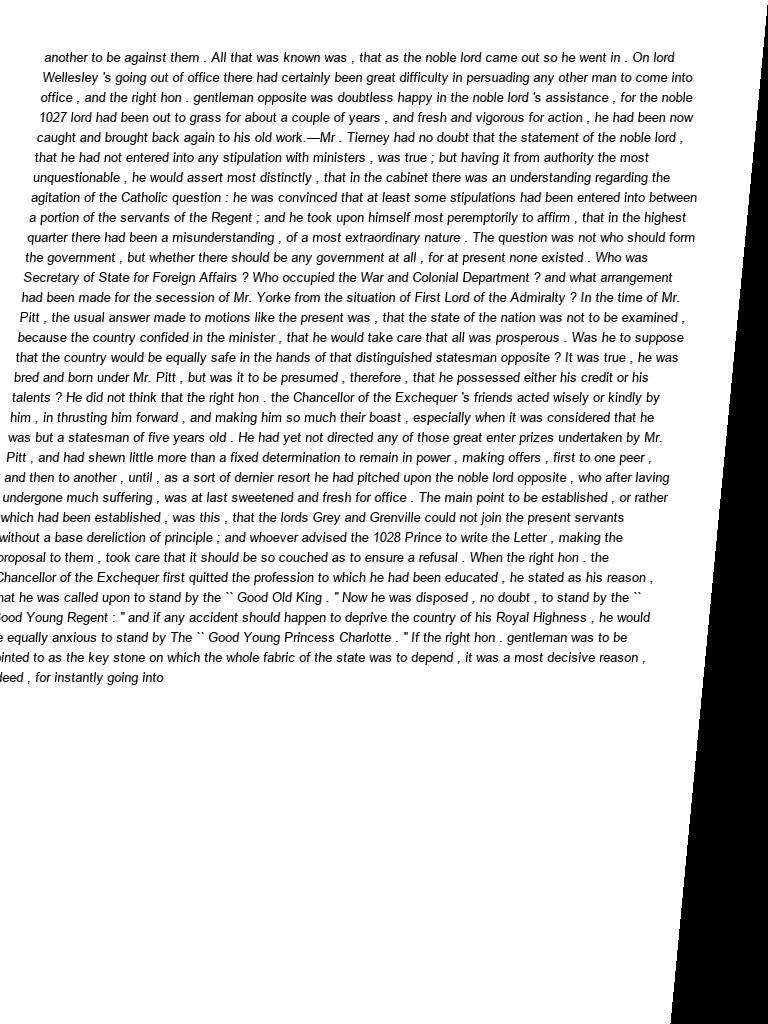 another to be against them . All that was known was , that as the noble lord came out so he went in . On lord
Wellesley 's going out of office there had certainly been great difficulty in persuading any other man to come into
office , and the right hon . gentleman opposite was doubtless happy in the noble lord 's assistance , for the noble
1027 lord had been out to grass for about a couple of years , and fresh and vigorous for action , he had been now
caught and brought back again to his old work.—Mr . Tierney had no doubt that the statement of the noble lord ,
that he had not entered into any stipulation with ministers , was true ; but having it from authority the most
unquestionable , he would assert most distinctly , that in the cabinet there was an understanding regarding the
agitation of the Catholic question : he was convinced that at least some stipulations had been entered into between
a portion of the servants of the Regent ; and he took upon himself most peremptorily to affirm , that in the highest
quarter there had been a misunderstanding , of a most extraordinary nature . The question was not who should form
the government , but whether there should be any government at all , for at present none existed . Who was
Secretary of State for Foreign Affairs ? Who occupied the War and Colonial Department ? and what arrangement
had been made for the secession of Mr. Yorke from the situation of First Lord of the Admiralty ? In the time of Mr.
Pitt , the usual answer made to motions like the present was , that the state of the nation was not to be examined ,
because the country confided in the minister , that he would take care that all was prosperous . Was he to suppose
that the country would be equally safe in the hands of that distinguished statesman opposite ? It was true , he was
bred and born under Mr. Pitt , but was it to be presumed , therefore , that he possessed either his credit or his
talents ? He did not think that the right hon . the Chancellor of the Exchequer 's friends acted wisely or kindly by
him , in thrusting him forward , and making him so much their boast , especially when it was considered that he
was but a statesman of five years old . He had yet not directed any of those great enter prizes undertaken by Mr.
Pitt , and had shewn little more than a fixed determination to remain in power , making offers , first to one peer ,
and then to another , until , as a sort of dernier resort he had pitched upon the noble lord opposite , who after laving
undergone much suffering , was at last sweetened and fresh for office . The main point to be established , or rather
which had been established , was this , that the lords Grey and Grenville could not join the present servants
without a base dereliction of principle ; and whoever advised the 1028 Prince to write the Letter , making the
proposal to them , took care that it should be so couched as to ensure a refusal . When the right hon . the
Chancellor of the Exchequer first quitted the profession to which he had been educated , he stated as his reason ,
he was called upon to stand by the `` Good Old King . " Now he was disposed , no doubt , to stand by the ``
Good Young Regent : " and if any accident should happen to deprive the country of his Royal Highness , he would
equally anxious to stand by The `` Good Young Princess Charlotte . " If the right hon . gentleman was to be
to as the key stone on which the whole fabric of the state was to depend , it was a most decisive reason ,
, for instantly going into